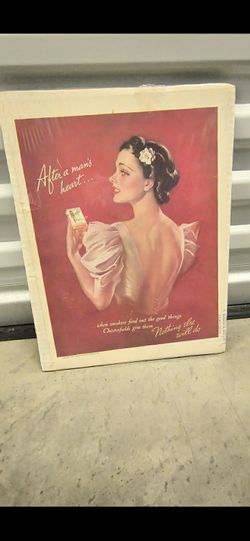 After a man's
heart...
when smokers find out the good things
Chesterfields give them
Nothing else
will do